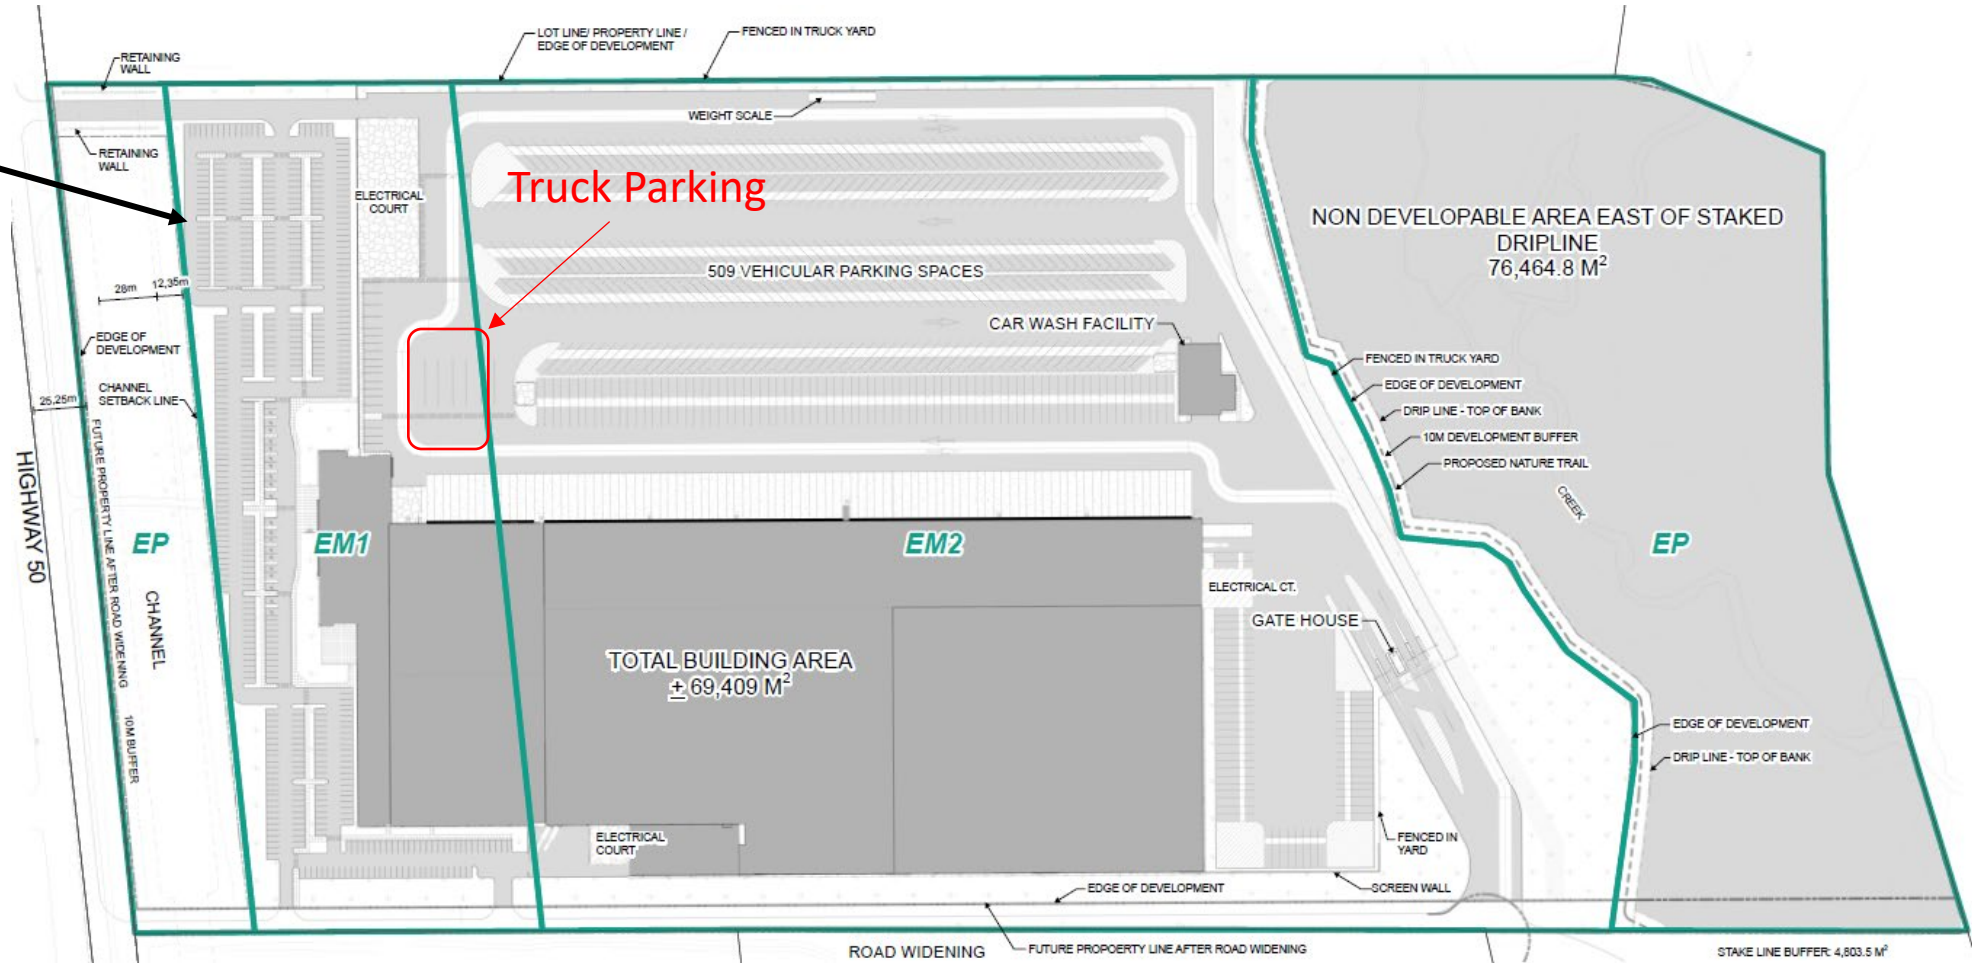 LOT LINE/ PROPERTY LINE /
EDGE OF DEVELOPMENT
FENCED IN TRUCK YARD
RETAINING
WALL
WEIGHT SCALE
RETAINING
WALL
ELECTRICAL
COURT
Truck Parking
NON DEVELOPABLE AREA EAST OF STAKED
DRIPLINE
76,464.8 M²
509 VEHICULAR PARKING SPACES
28m
12,35m
CAR WASH FACILITY
EDGE OF
DEVELOPMENT
FENCED IN TRUCK YARD
EDGE OF DEVELOPMENT
CHANNEL
SETBACK LINE
25,25m
DRIP LINE - TOP OF BANK
10M DEVELOPMENT BUFFER
PROPOSED NATURE TRAIL
HIGHWAY 50
FUTURE PROPERTY LINE AFTER ROAD WIDENING
CREEK
EP
EM1
EM2
EP
CHANNEL
ELECTRICAL CT.
GATE HOUSE
TOTAL BUILDING AREA
± 69,409 M²
10M BUFFER
EDGE OF DEVELOPMENT
DRIP LINE - TOP OF BANK
ELECTRICAL
COURT
FENCED IN
YARD
EDGE OF DEVELOPMENT
SCREEN WALL
ROAD WIDENING
FUTURE PROPOERTY LINE AFTER ROAD WIDENING
STAKE LINE BUFFER: 4,803.5 M²